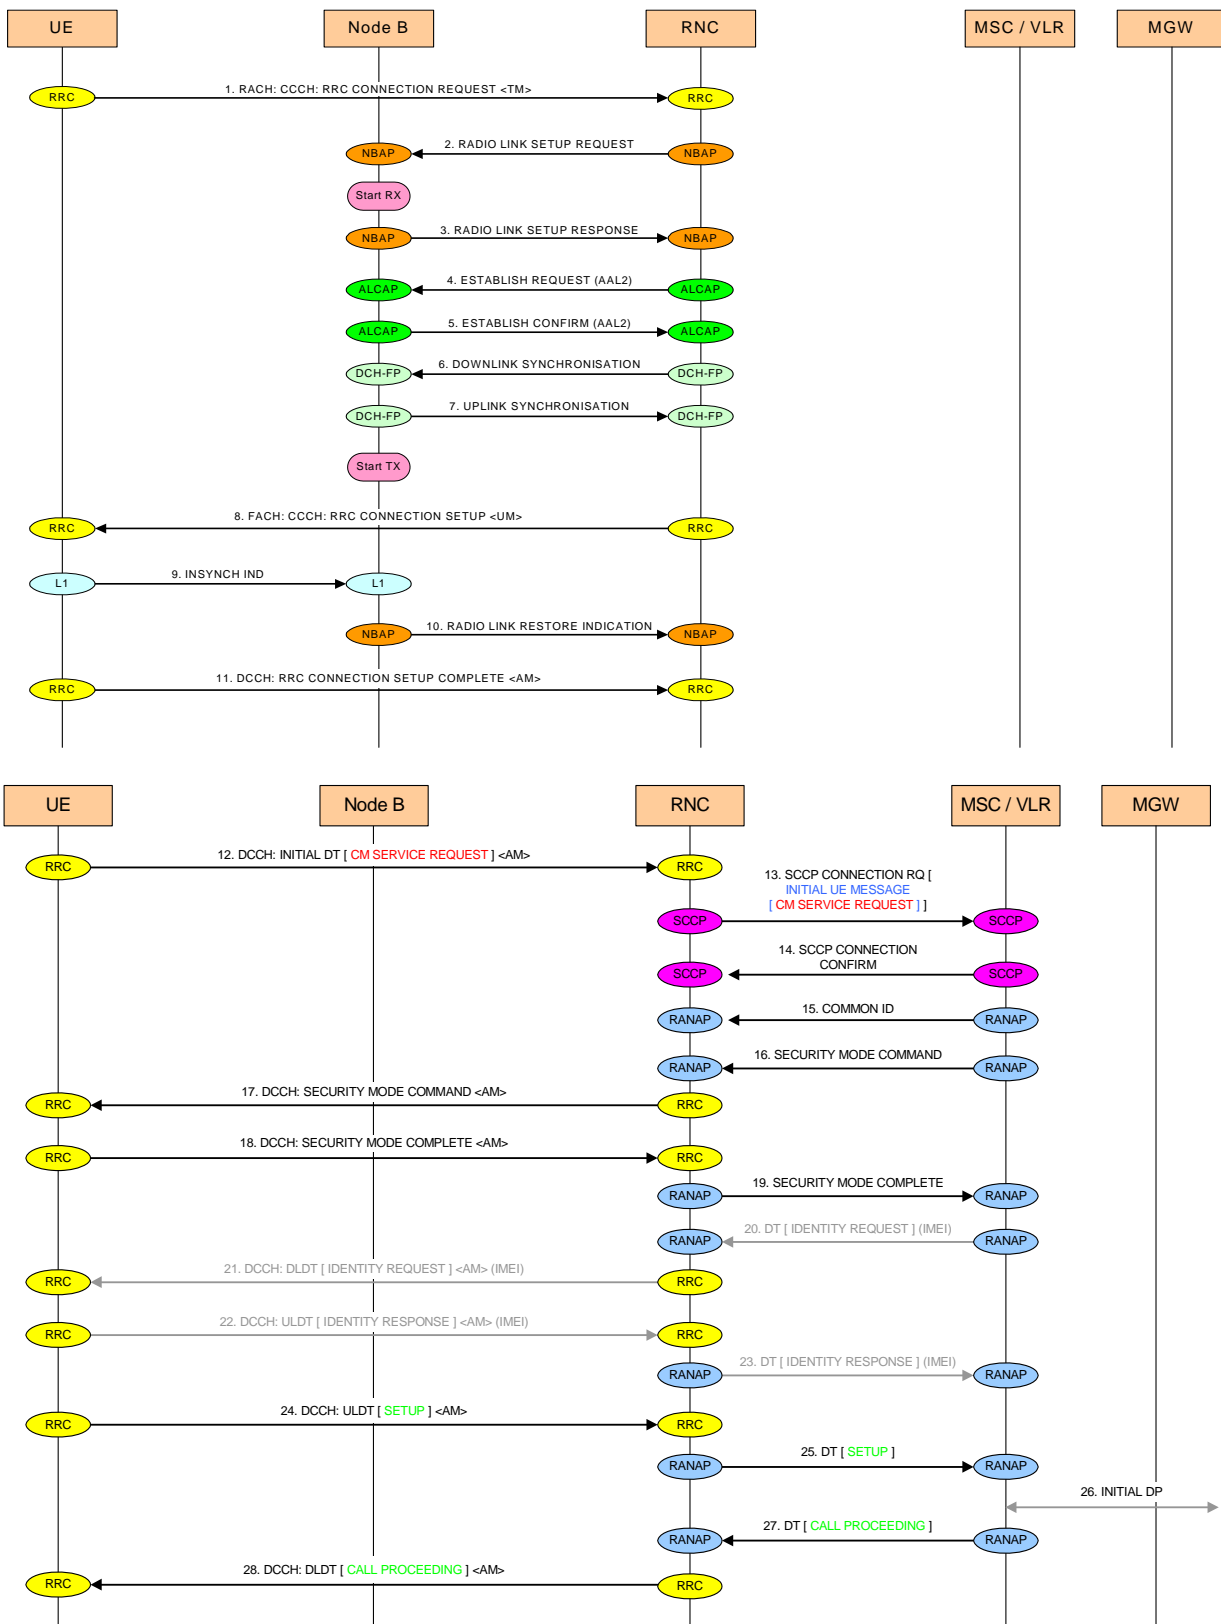 UE
Node B
RNC
MSC / VLR
MGW
RRC
1. RACH: CCCH: RRC CONNECTION REQUEST <TM>
RRC
NBAP
2. RADIO LINK SETUP REQUEST
NBAP
Start RX
NBAP
3. RADIO LINK SETUP RESPONSE
NBAP
ALCAP
4. ESTABLISH REQUEST (AAL2)
ALCAP
ALCAP
5. ESTABLISH CONFIRM (AAL2)
ALCAP
DCH-FP
6. DOWNLINK SYNCHRONISATION
DCH-FP
DCH-FP
7. UPLINK SYNCHRONISATION
DCH-FP
Start TX
RRC
8. FACH: CCCH: RRC CONNECTION SETUP <UM>
RRC
L1
9. INSYNCH IND
L1
NBAP
10. RADIO LINK RESTORE INDICATION
NBAP
RRC
11. DCCH: RRC CONNECTION SETUP COMPLETE <AM>
RRC
UE
Node B
RNC
MSC / VLR
MGW
RRC
12. DCCH: INITIAL DT [ CM SERVICE REQUEST ] <AM>
RRC
13. SCCP CONNECTION RQ [
INITIAL UE MESSAGE
[ CM SERVICE REQUEST ] ]
SCCP
SCCP
14. SCCP CONNECTION
CONFIRM
SCCP
SCCP
RANAP
15. COMMON ID
RANAP
RANAP
16. SECURITY MODE COMMAND
RANAP
RRC
17. DCCH: SECURITY MODE COMMAND <AM>
RRC
RRC
18. DCCH: SECURITY MODE COMPLETE <AM>
RRC
RANAP
19. SECURITY MODE COMPLETE
RANAP
RANAP
20. DT [ IDENTITY REQUEST ] (IMEI)
RANAP
RRC
21. DCCH: DLDT [ IDENTITY REQUEST ] <AM> (IMEI)
RRC
RRC
22. DCCH: ULDT [ IDENTITY RESPONSE ] <AM> (IMEI)
RRC
RANAP
23. DT [ IDENTITY RESPONSE ] (IMEI)
RANAP
RRC
24. DCCH: ULDT [ SETUP ] <AM>
RRC
RANAP
25. DT [ SETUP ]
RANAP
26. INITIAL DP
RANAP
27. DT [ CALL PROCEEDING ]
RANAP
RRC
28. DCCH: DLDT [ CALL PROCEEDING ] <AM>
RRC